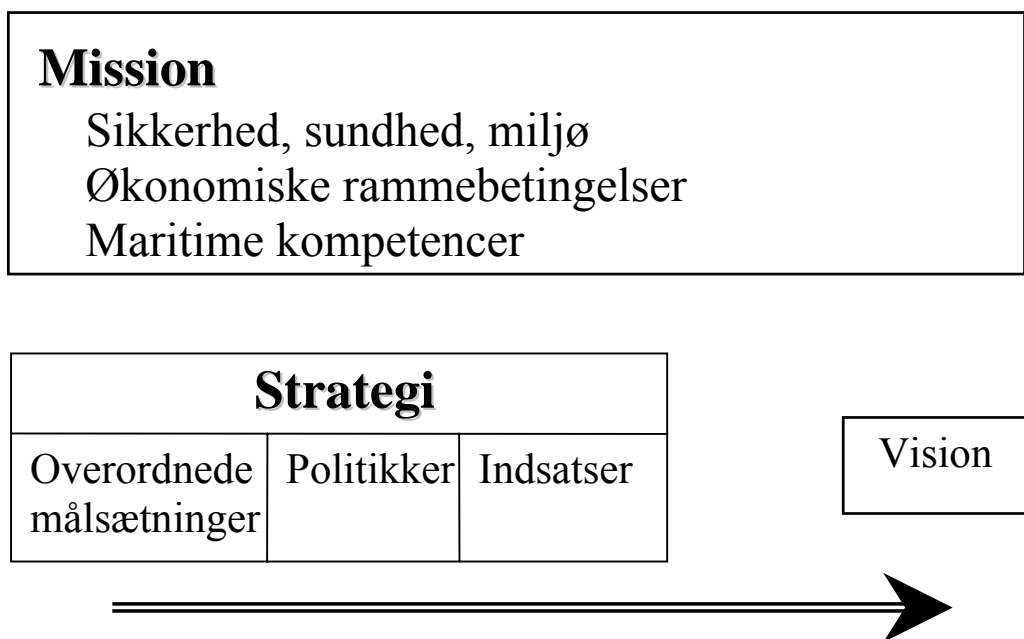 Mission
Sikkerhed, sundhed, miljø
Økonomiske rammebetingelser
Maritime kompetencer
Strategi
Overordnede
målsætninger
Politikker
Indsatser
Vision